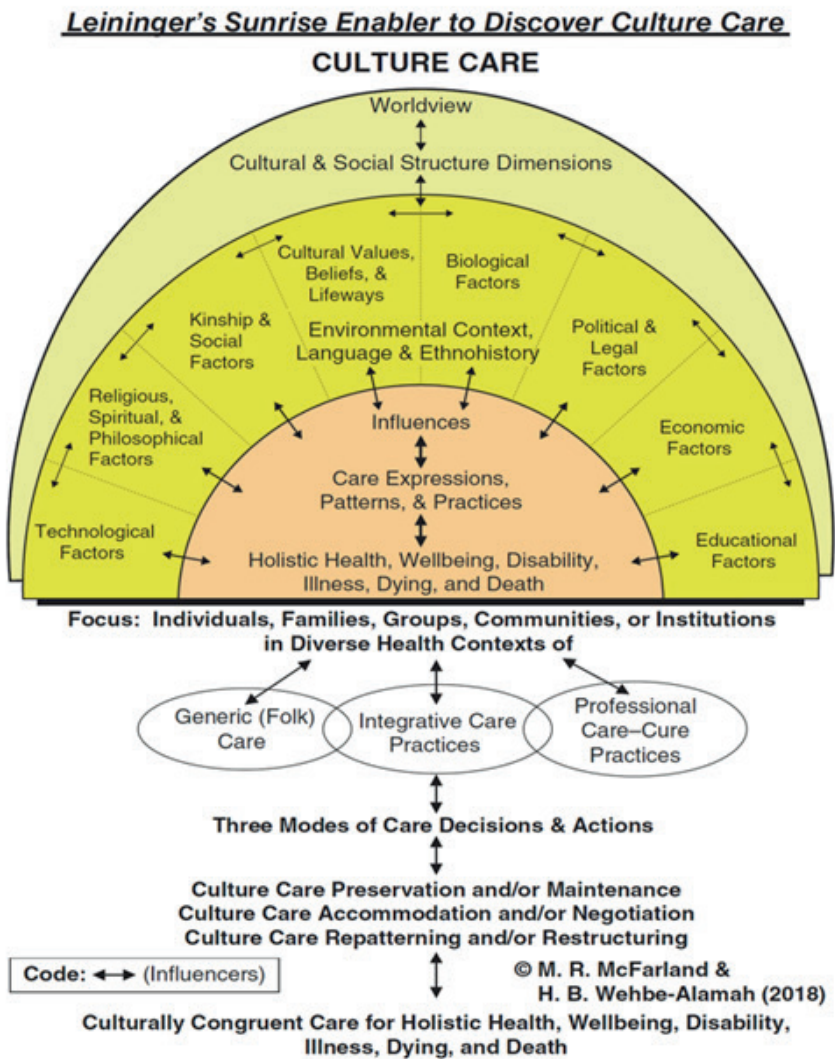 Leininger's Sunrise Enabler to Discover Culture Care
CULTURE CARE
Worldview
Cultural & Social Structure Dimensions
Cultural Values,
Beliefs, &
Lifeways
Biological
Factors
Kinship &
Social
Factors
Environmental Context,
Language & Ethnohistory
Political &
Legal
Factors
Religious,
Spiritual, &
Philosophical
Factors
Economic
Factors
Technological
Factors
Educational
Factors
Influences
Care Expressions,
Patterns, & Practices
Holistic Health, Wellbeing, Disability,
Illness, Dying, and Death
Focus: Individuals, Families, Groups, Communities, or Institutions
in Diverse Health Contexts of
Generic (Folk)
Care
Integrative Care
Practices
Professional
Care–Cure
Practices
Three Modes of Care Decisions & Actions
Culture Care Preservation and/or Maintenance
Culture Care Accommodation and/or Negotiation
Culture Care Repatterning and/or Restructuring
Code: ↔ (Influencers)
© M. R. McFarland &
H. B. Wehbe-Alamah (2018)
Culturally Congruent Care for Holistic Health, Wellbeing, Disability,
Illness, Dying, and Death